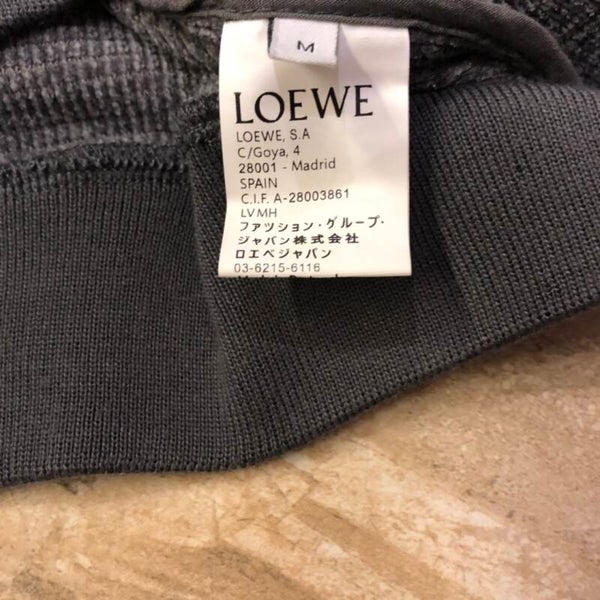 M
LOEWE
LOEWE, S.A
C/Goya, 4
28001 - Madrid
SPAIN
C.I.F. A-28003861
LVMH
ファッション・グループ・
ジャパン株式会社
ロエベジャパン
03-6215-6116